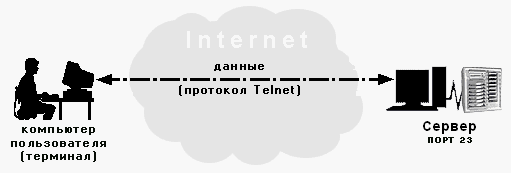 Internet
данные
(протокол Telnet)
компьютер
пользователя
(терминал)
Сервер
ПОРТ 23